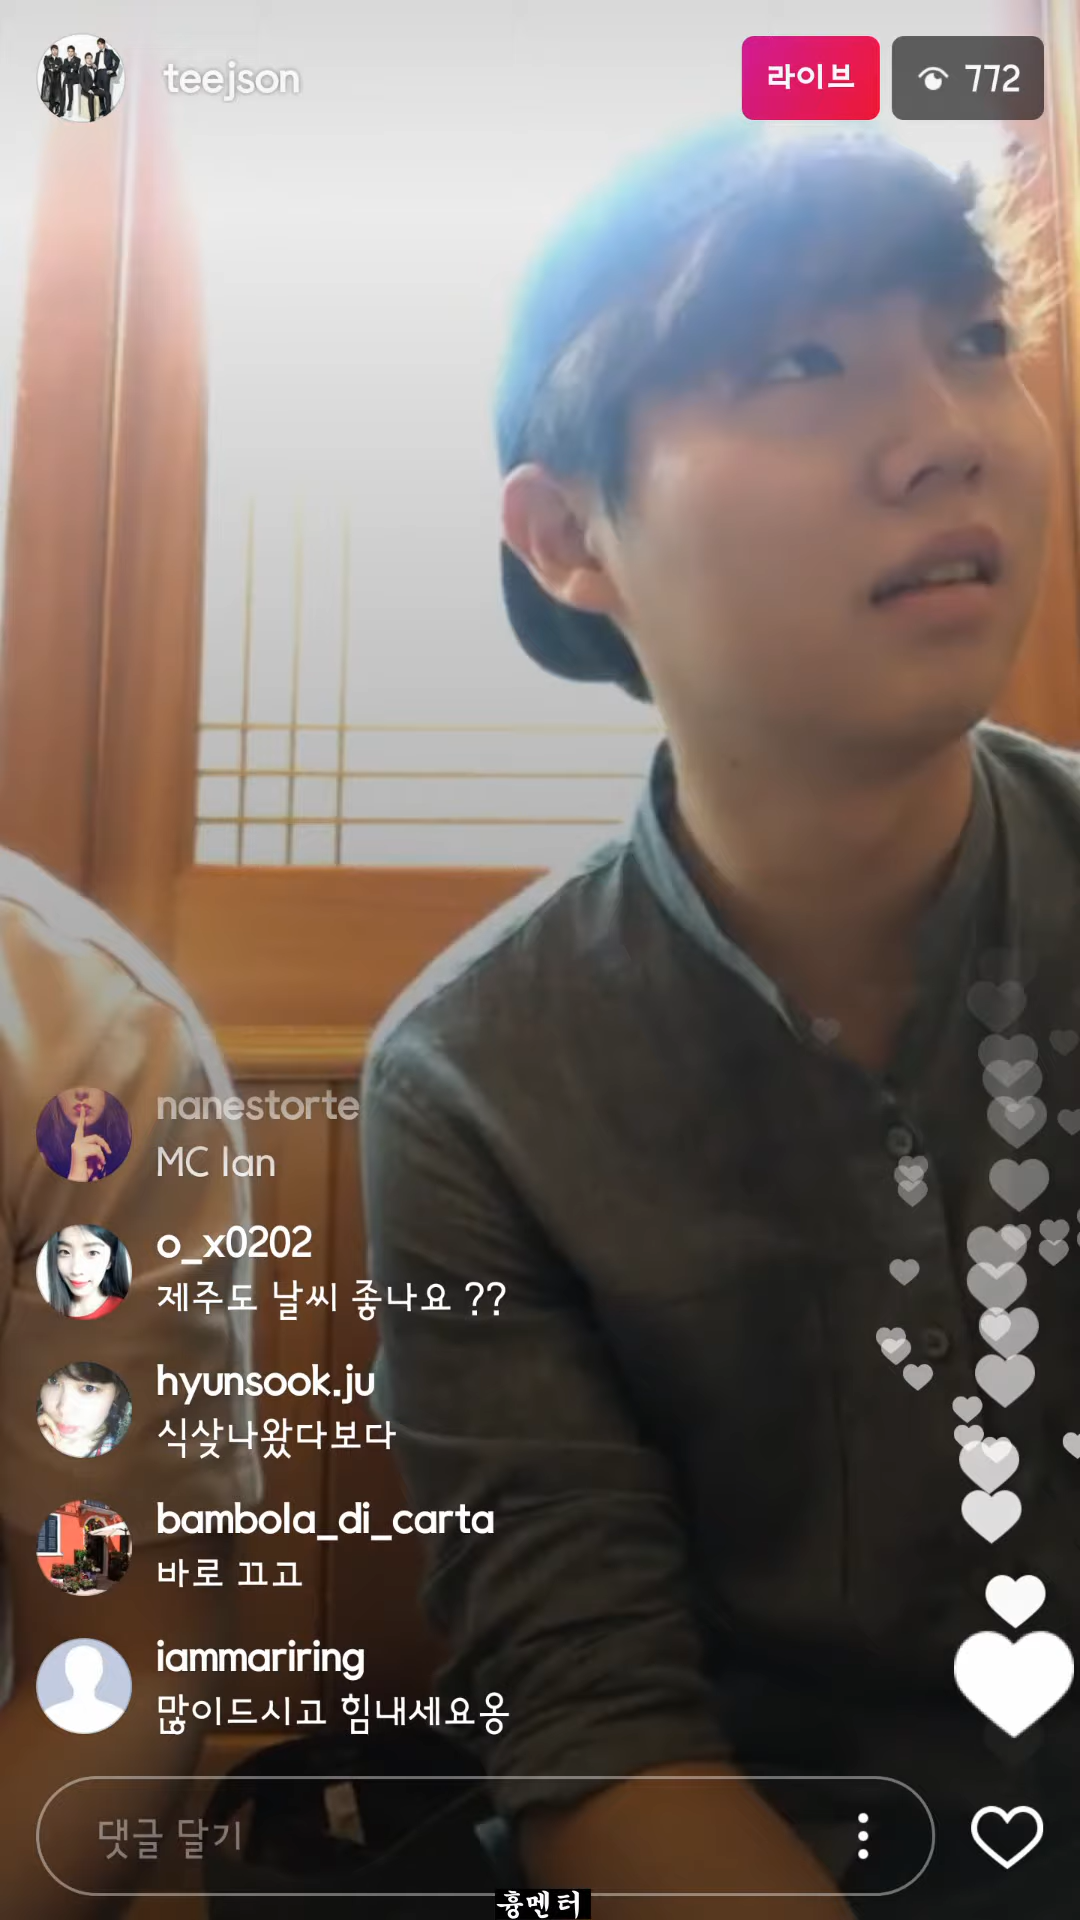 teejson
라이브
772
nanestorte
MC Ian
o_x0202
제주도 날씨 좋나요 ??
hyunsook.ju
식샂나왔다보다
bambola_di_carta
바로 끄고
iammariring
많이드시고 힘내세요옹
댓글 달기
흥멘터